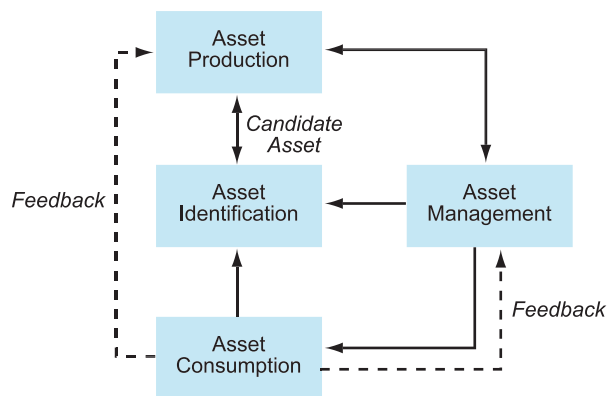 Asset
Production
Candidate
Asset
Feedback
Asset
Identification
Asset
Management
Feedback
Asset
Consumption